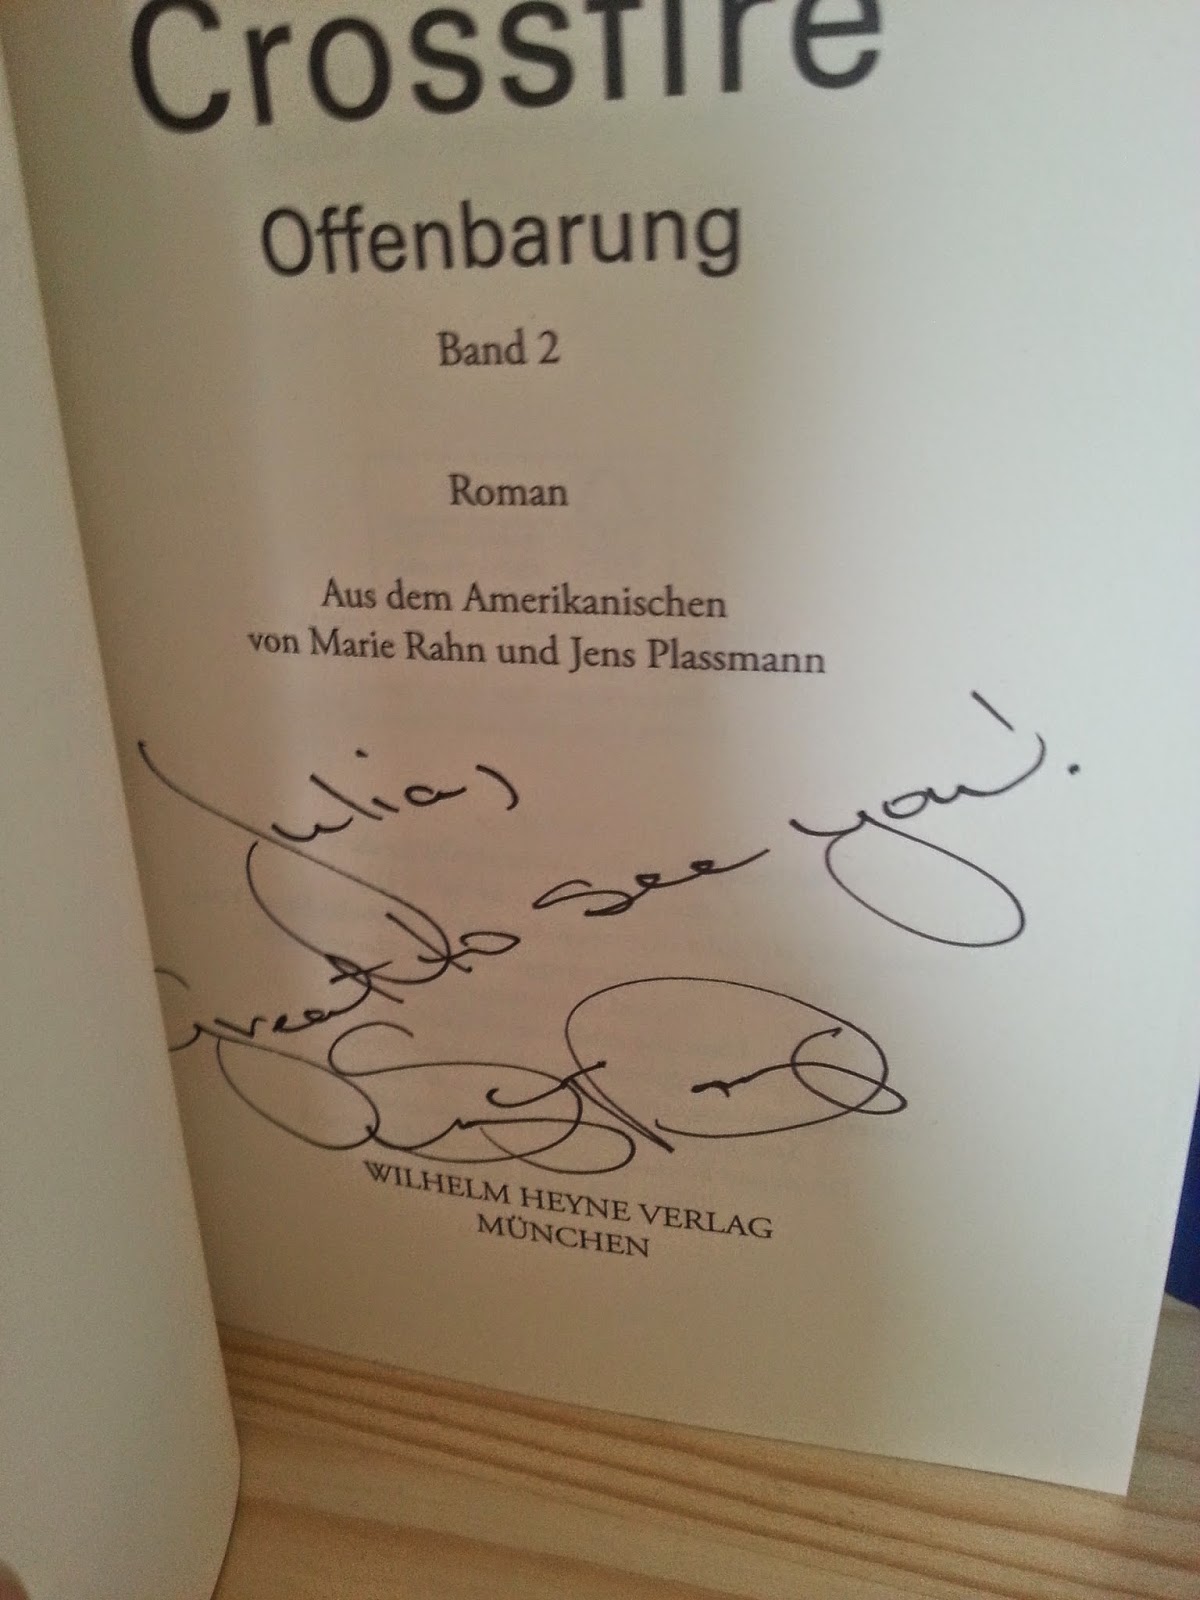 Crossfire
Offenbarung
Band 2
Roman
Aus dem Amerikanischen
von Marie Rahn und Jens Plassmann
Julia,
Great to see you!
WILHELM HEYNE VERLAG
MÜNCHEN